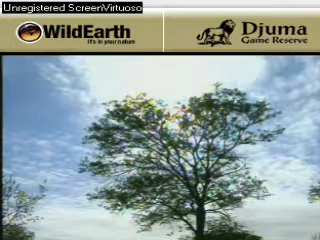 Unregistered ScreenVirtuoso
WildEarth
it's in your nature
Djuma
Game Reserve